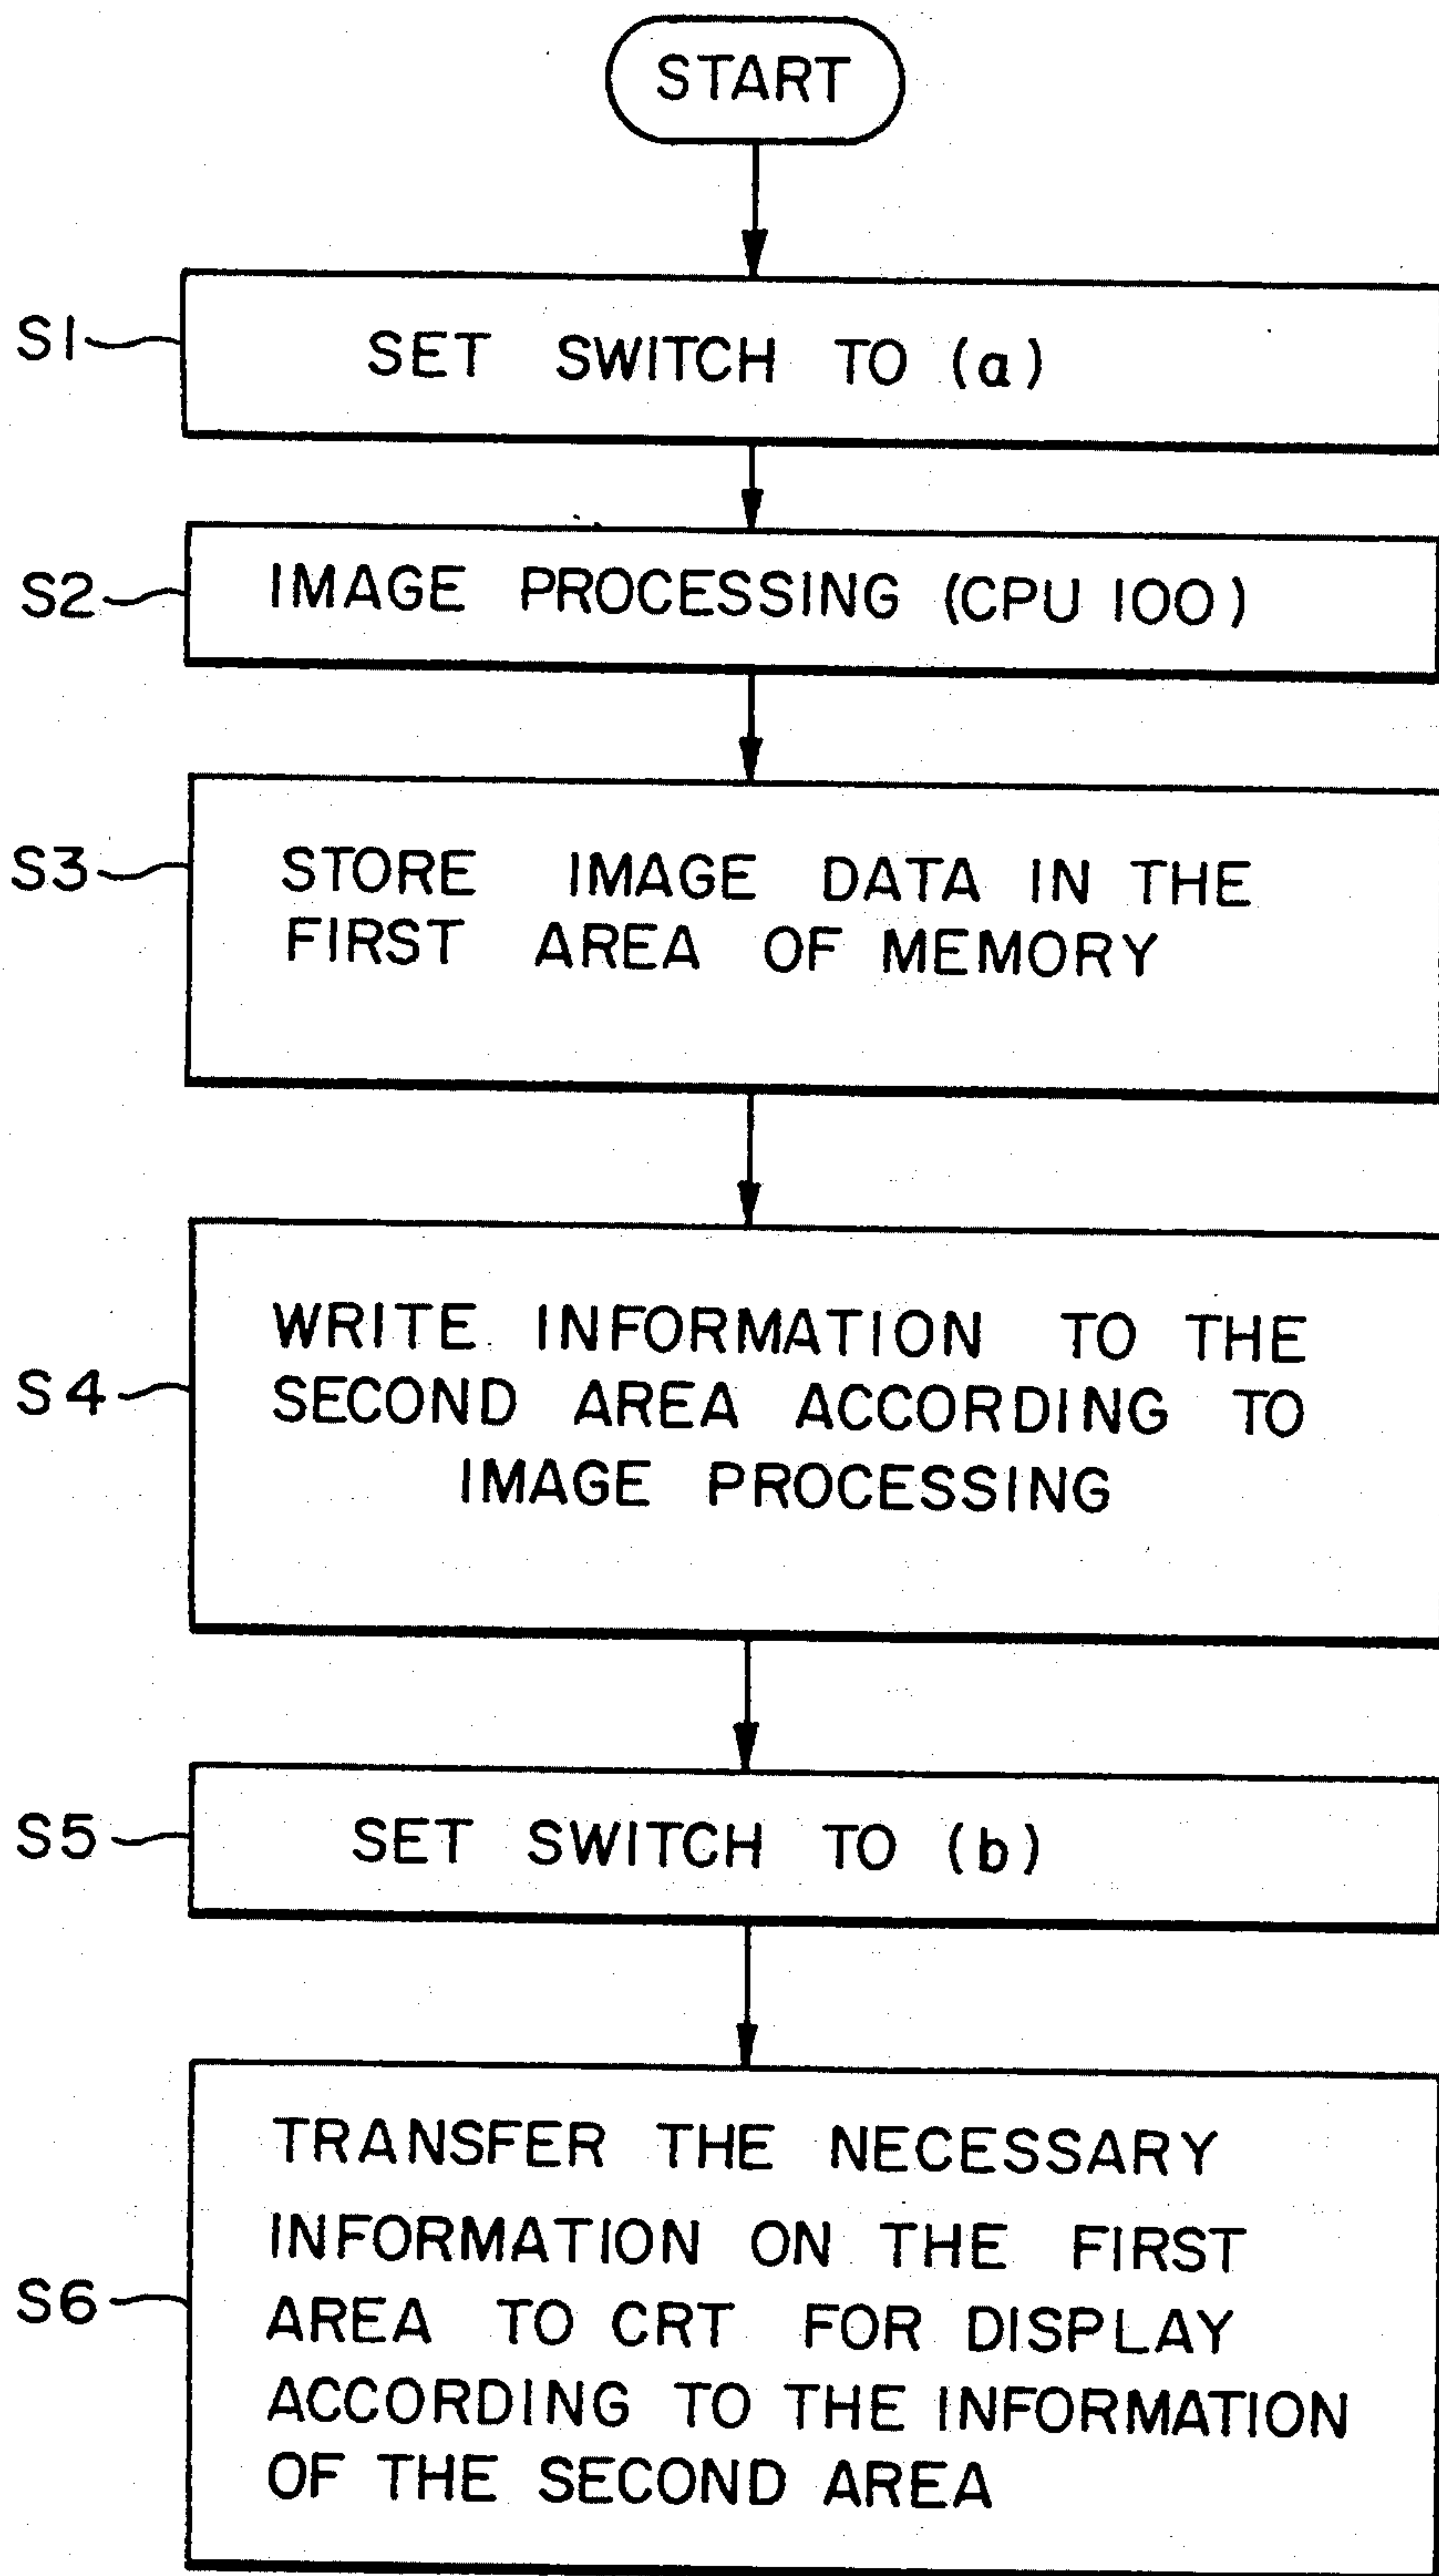 START
S1
SET SWITCH TO (a)
S2
IMAGE PROCESSING (CPU 100)
S3
STORE IMAGE DATA IN THE
FIRST AREA OF MEMORY
S4
WRITE INFORMATION TO THE
SECOND AREA ACCORDING TO
IMAGE PROCESSING
S5
SET SWITCH TO (b)
S6
TRANSFER THE NECESSARY
INFORMATION ON THE FIRST
AREA TO CRT FOR DISPLAY
ACCORDING TO THE INFORMATION
OF THE SECOND AREA